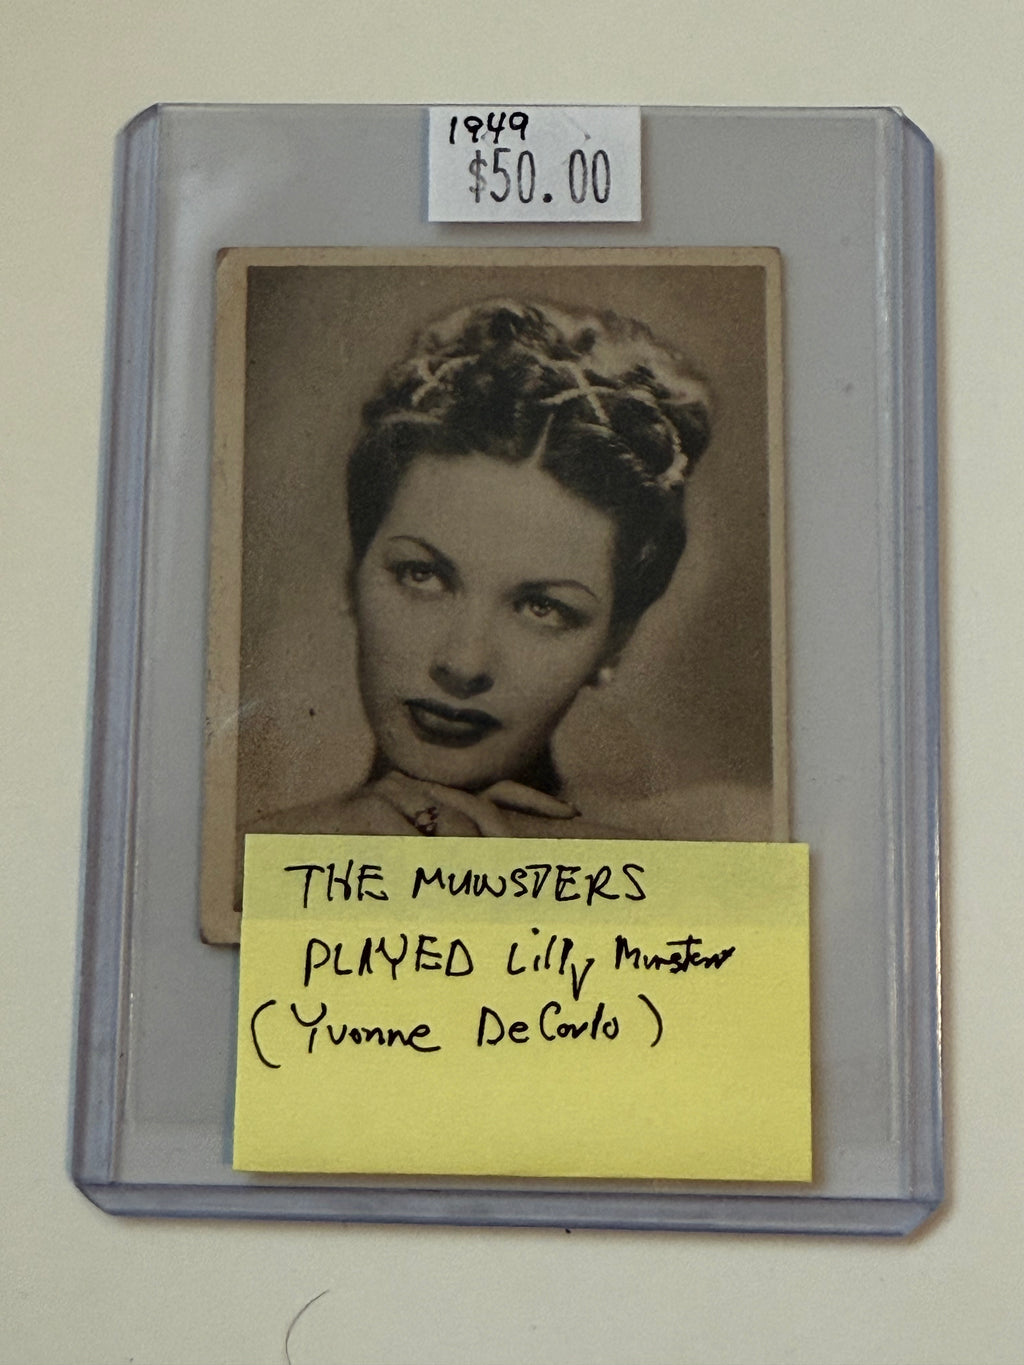 1949
$50.00
THE MUNSTERS
PLAYED Lilly Munster
(Yvonne DeCarlo)